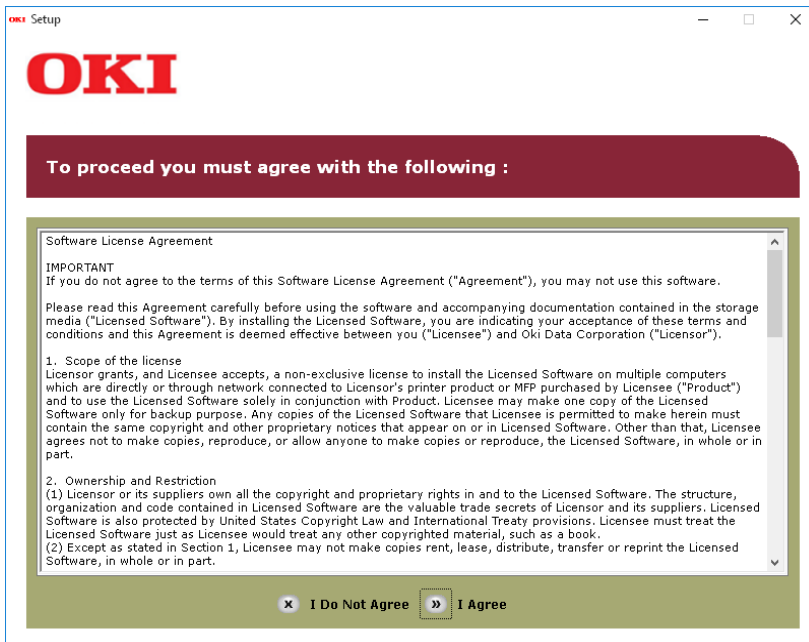 OKI Setup
OKI
To proceed you must agree with the following :
Software License Agreement
IMPORTANT
If you do not agree to the terms of this Software License Agreement ("Agreement"), you may not use this software.
Please read this Agreement carefully before using the software and accompanying documentation contained in the storage
media ("Licensed Software"). By installing the Licensed Software, you are indicating your acceptance of these terms and
conditions and this Agreement is deemed effective between you ("Licensee") and Oki Data Corporation ("Licensor").
1. Scope of the license
Licensor grants, and Licensee accepts, a non-exclusive license to install the Licensed Software on multiple computers
which are directly or through network connected to Licensor's printer product or MFP purchased by Licensee ("Product")
and to use the Licensed Software solely in conjunction with Product. Licensee may make one copy of the Licensed
Software only for backup purpose. Any copies of the Licensed Software that Licensee is permitted to make herein must
contain the same copyright and other proprietary notices that appear on or in Licensed Software. Other than that, Licensee
agrees not to make copies, reproduce, or allow anyone to make copies or reproduce, the Licensed Software, in whole or in
part.
2. Ownership and Restriction
(1) Licensor or its suppliers own all the copyright and proprietary rights in and to the Licensed Software. The structure,
organization and code contained in Licensed Software are the valuable trade secrets of Licensor and its suppliers. Licensed
Software is also protected by United States Copyright Law and International Treaty provisions. Licensee must treat the
Licensed Software just as Licensee would treat any other copyrighted material, such as a book.
(2) Except as stated in Section 1, Licensee may not make copies rent, lease, distribute, transfer or reprint the Licensed
Software, in whole or in part.
I Do Not Agree I Agree